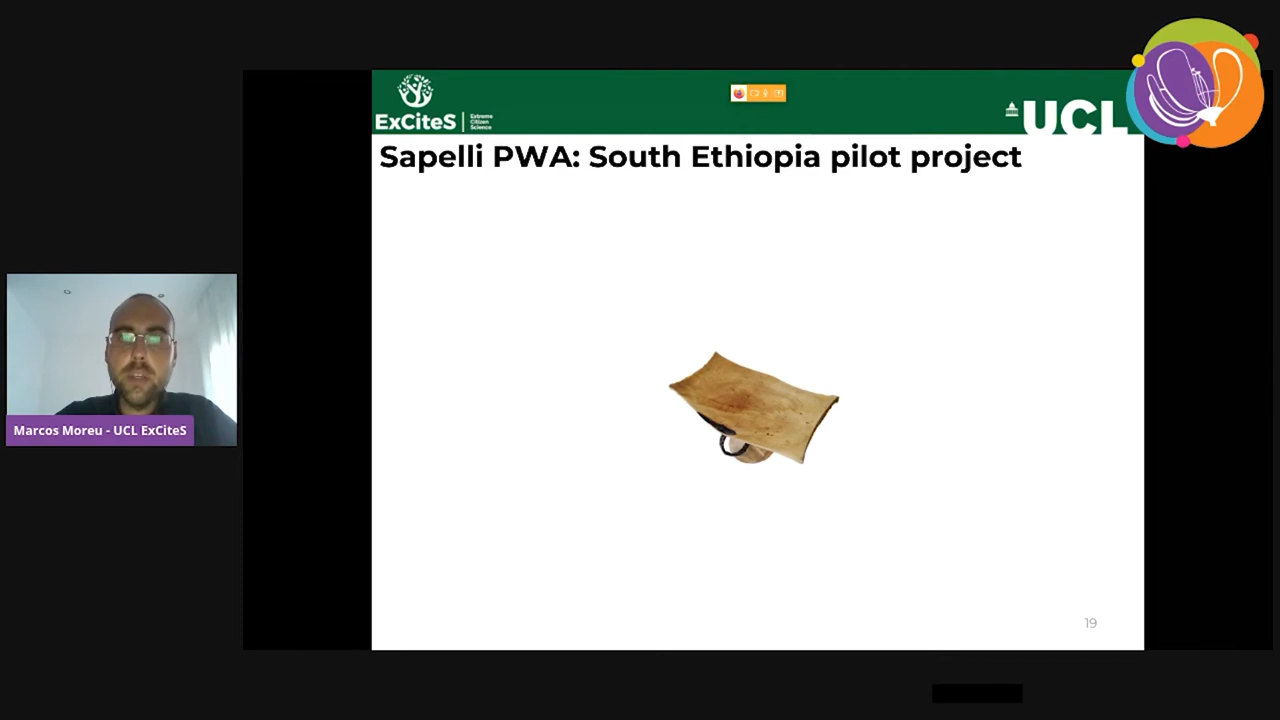 ExCiteS
Extreme
Citizen
Science
UCL
Sapelli PWA: South Ethiopia pilot project
Marcos Moreu - UCL ExCiteS
19